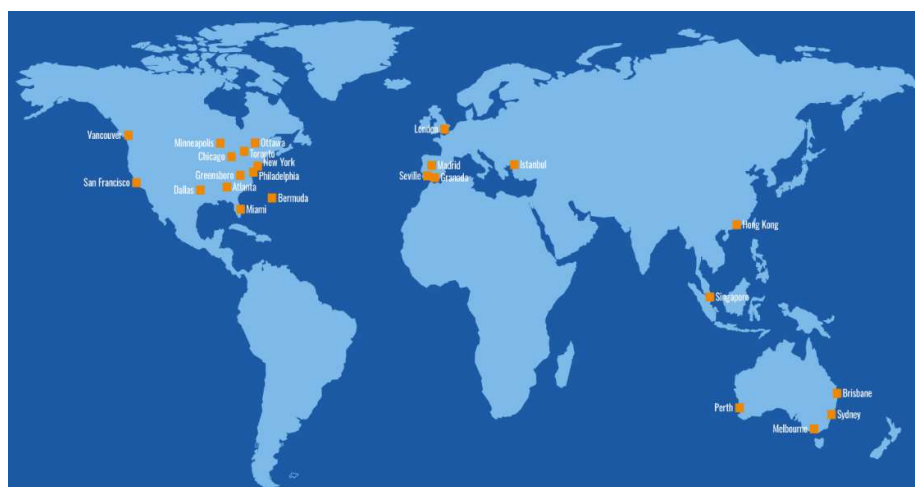 Vancouver
Minneapolis
Ottawa
Toranto
Chicago
New York
Greensboro
Philadelphia
San Francisco
Dallas
Atlanta
Bermuda
Miami
London
Madrid
Istanbul
Seville
Granada
Hong Kong
Singapore
Brisbane
Perth
Sydney
Melbourne